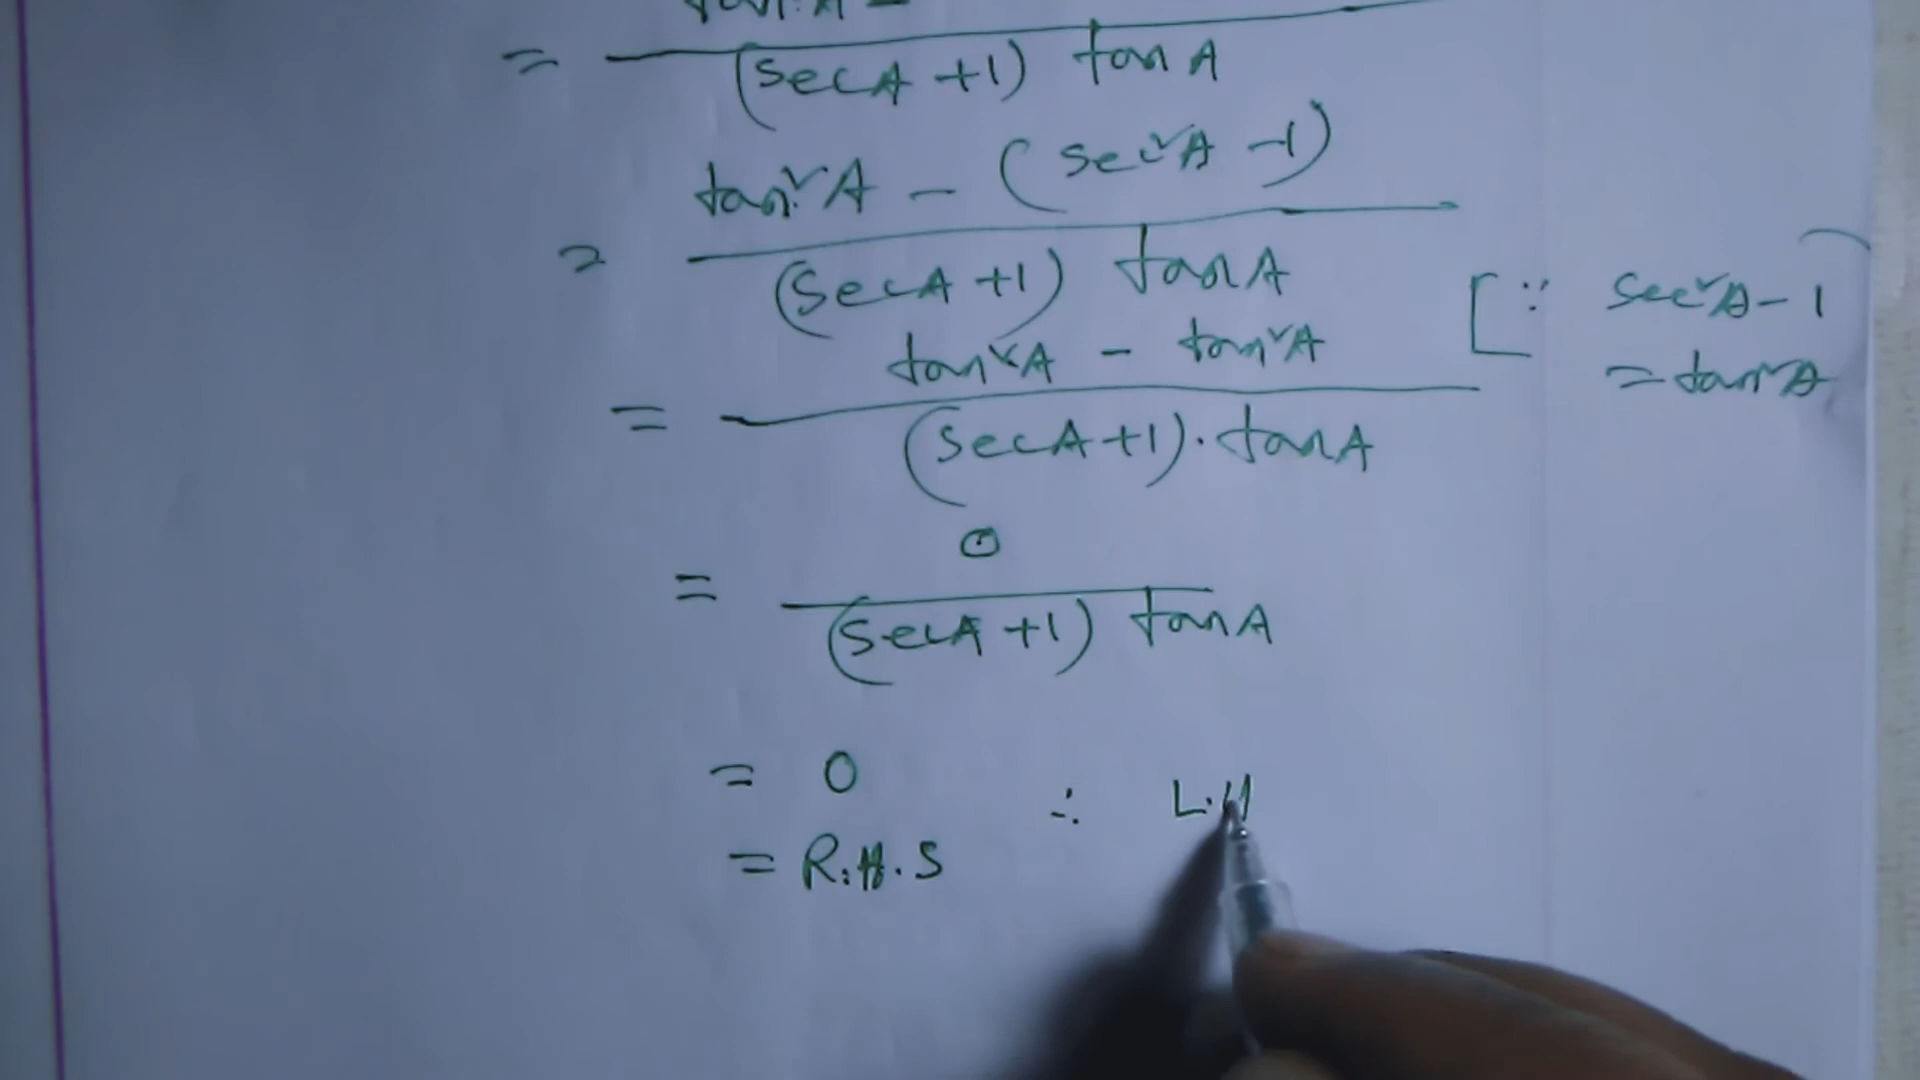 =
(secA +1) tan A
tan²A - (sec²A -1)
=
(secA +1) tanA
[∵ sec²A - 1
tan²A - tan²A
= tan²A
=
(secA +1). tanA
0
=
(secA +1) tanA
= 0
∴ L.H
= R.H.S